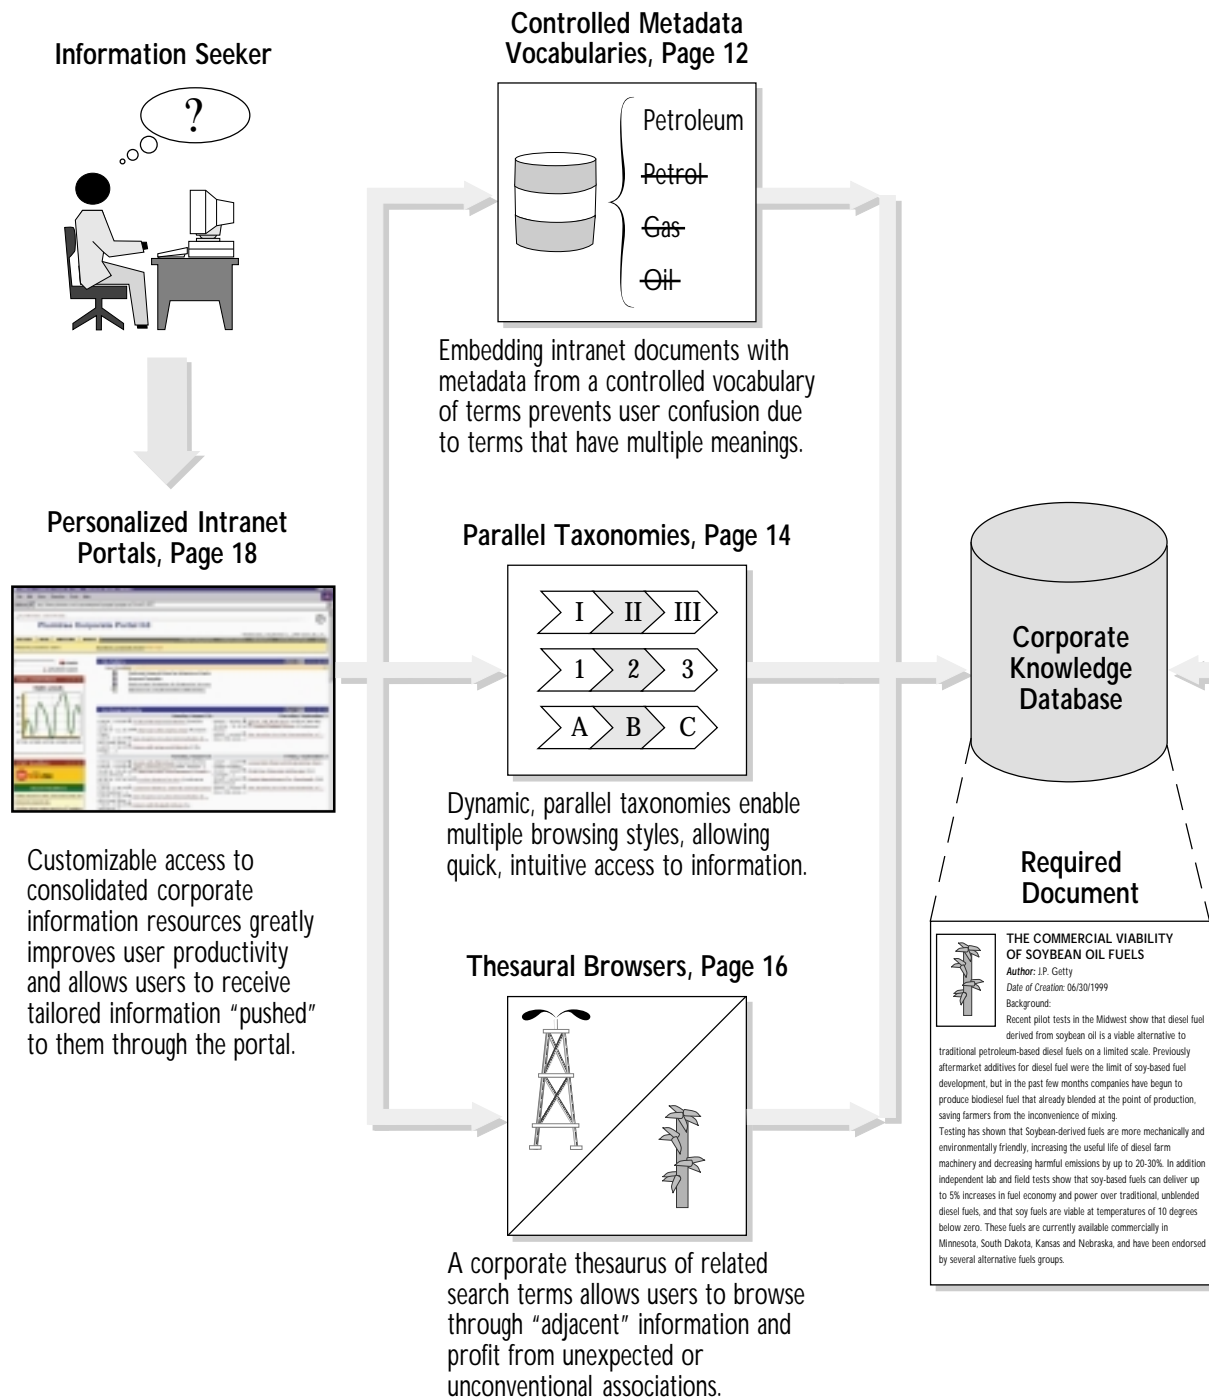 Information Seeker
?
Personalized Intranet
Portals, Page 18
Customizable access to
consolidated corporate
information resources greatly
improves user productivity
and allows users to receive
tailored information “pushed”
to them through the portal.
Controlled Metadata
Vocabularies, Page 12
Petroleum
Petrol
Gas
Oil
Embedding intranet documents with
metadata from a controlled vocabulary
of terms prevents user confusion due
to terms that have multiple meanings.
Parallel Taxonomies, Page 14
I II III
1 2 3
A B C
Dynamic, parallel taxonomies enable
multiple browsing styles, allowing
quick, intuitive access to information.
Thesaural Browsers, Page 16
A corporate thesaurus of related
search terms allows users to browse
through “adjacent” information and
profit from unexpected or
unconventional associations.
Corporate
Knowledge
Database
Required
Document
THE COMMERCIAL VIABILITY
OF SOYBEAN OIL FUELS
Author: J.P. Getty
Date of Creation: 06/30/1999
Background:
Recent pilot tests in the Midwest show that diesel fuel
derived from soybean oil is a viable alternative to
traditional petroleum-based diesel fuels on a limited scale. Previously
aftermarket additives for diesel fuel were the limit of soy-based fuel
development, but in the past few months companies have begun to
produce biodiesel fuel that already blended at the point of production,
saving farmers from the inconvenience of mixing.
Testing has shown that Soybean-derived fuels are more mechanically and
environmentally friendly, increasing the useful life of diesel farm
machinery and decreasing harmful emissions by up to 20-30%. In addition
independent lab and field tests show that soy-based fuels can deliver up
to 5% increases in fuel economy and power over traditional, unblended
diesel fuels, and that soy fuels are viable at temperatures of 10 degrees
below zero. These fuels are currently available commercially in
Minnesota, South Dakota, Kansas and Nebraska, and have been endorsed
by several alternative fuels groups.